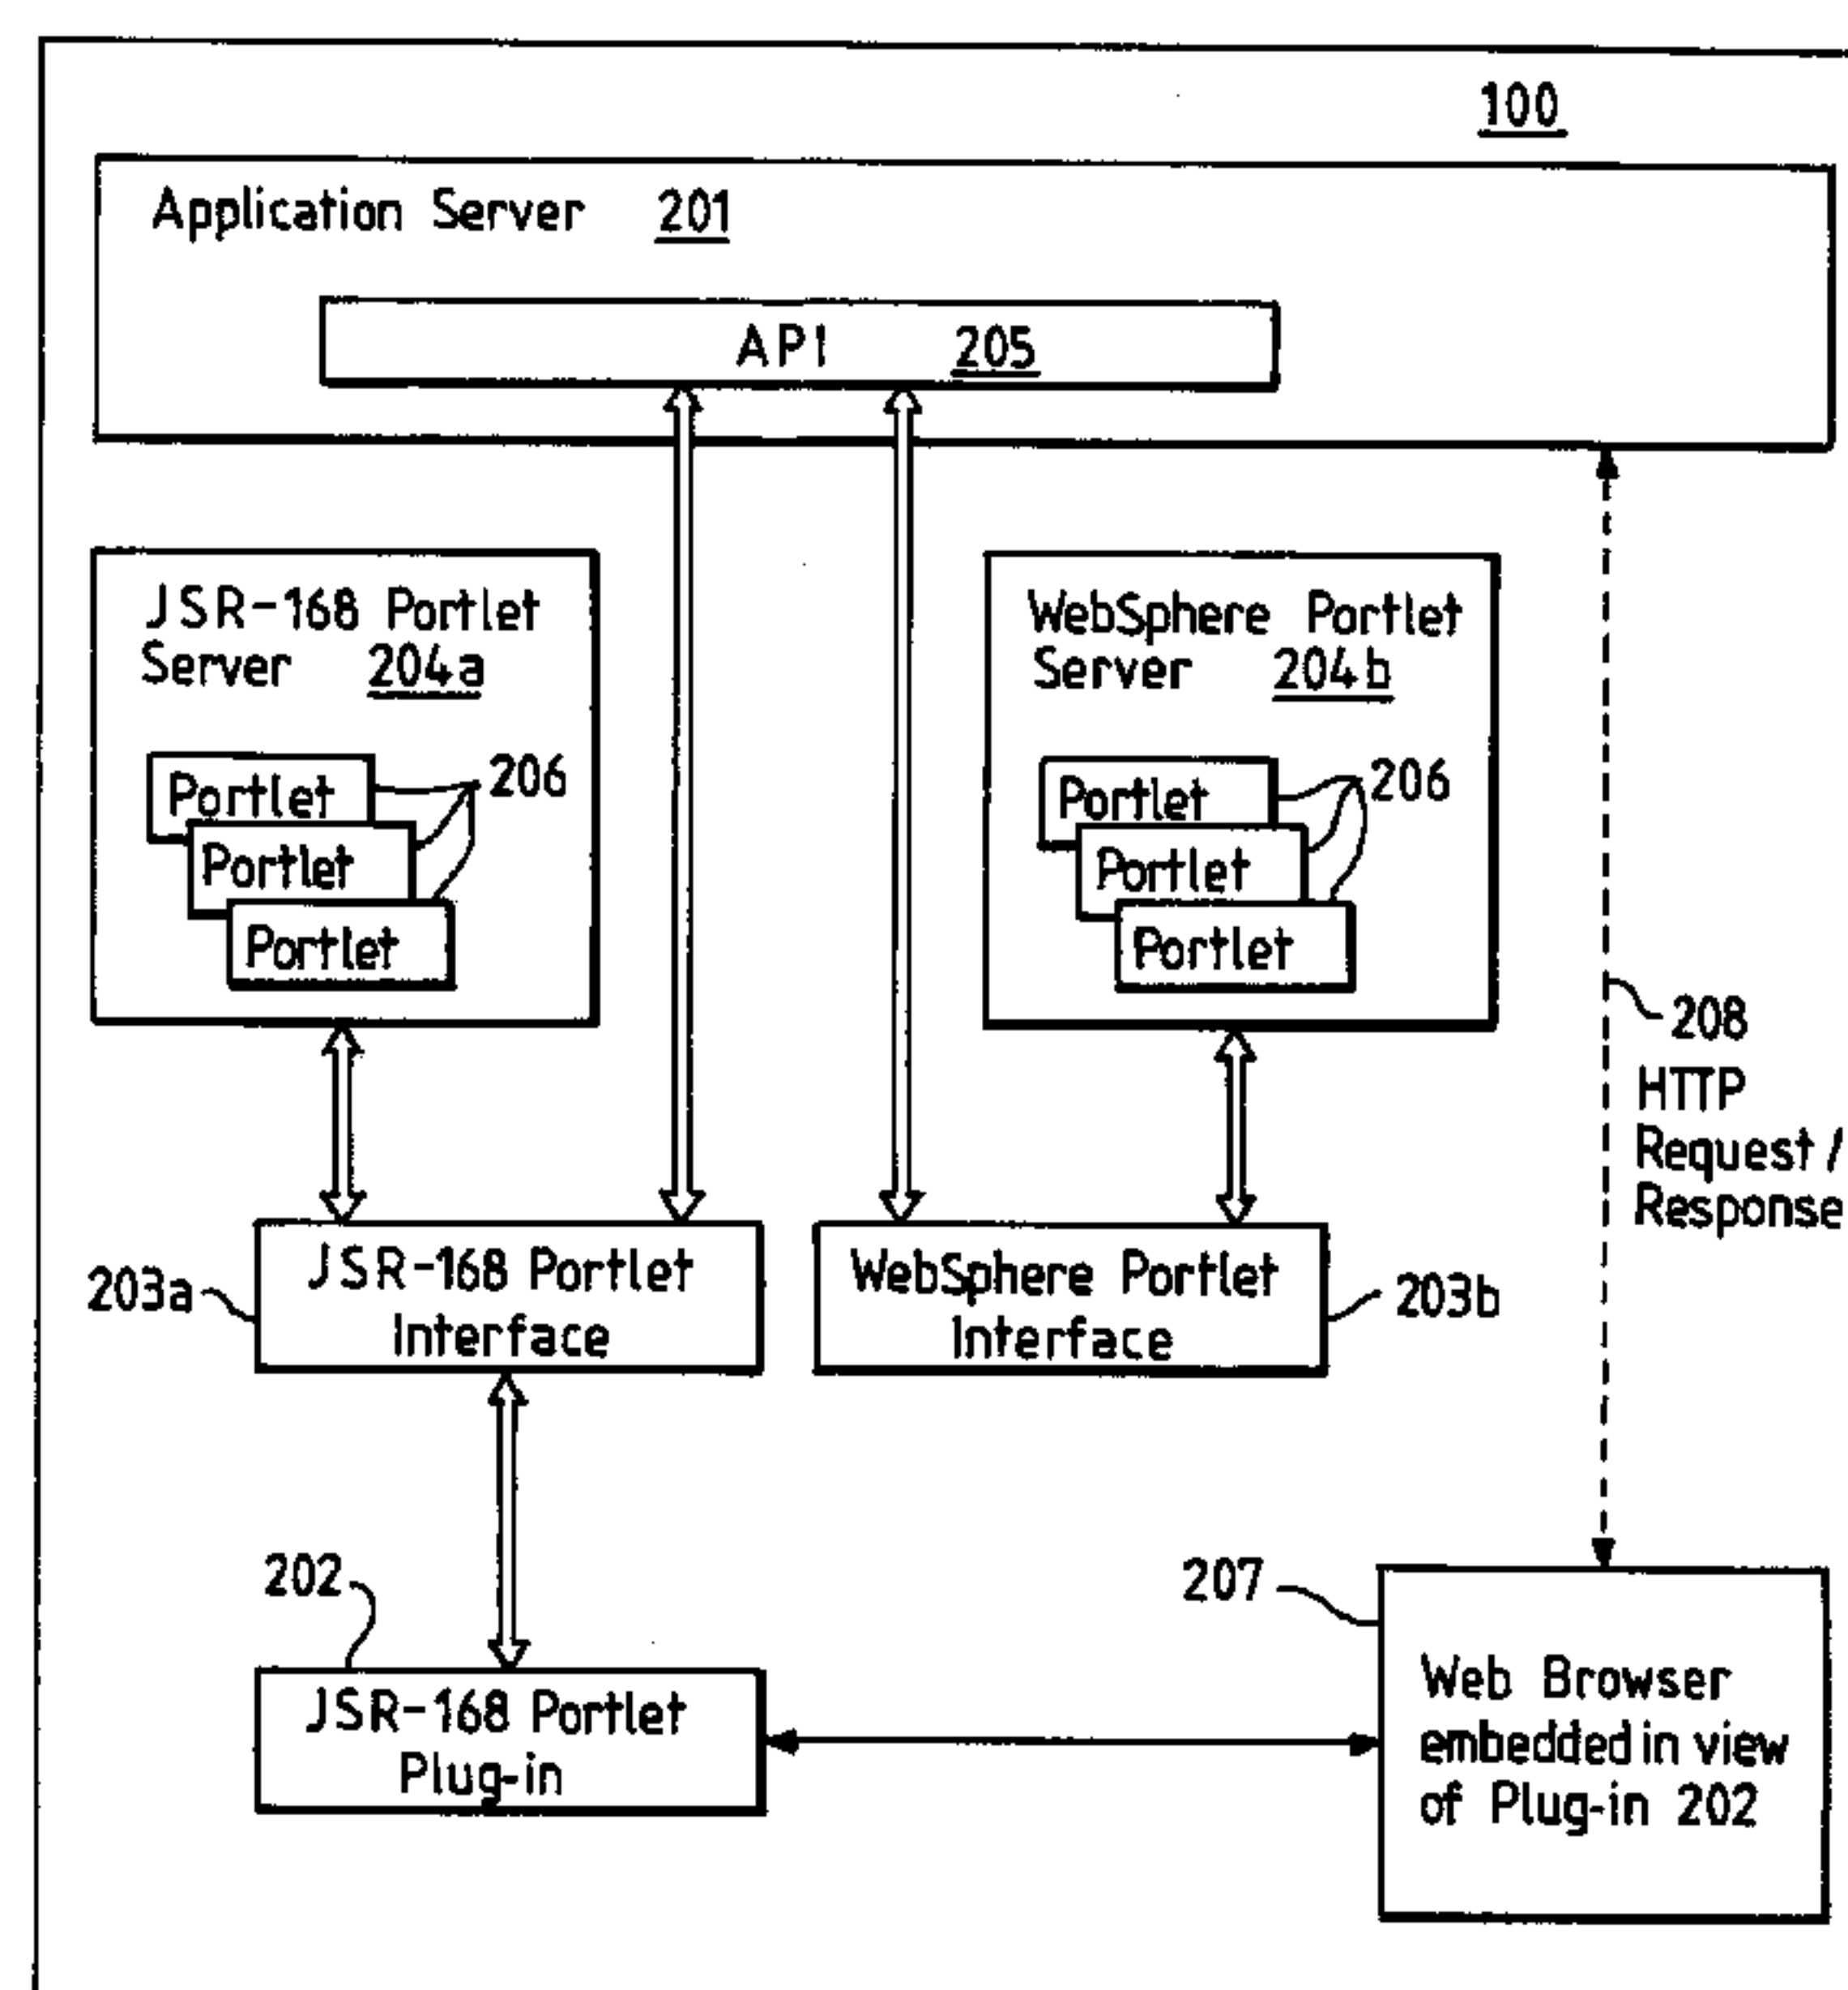 100
Application Server 201
API 205
JSR-168 Portlet
Server 204a
Portlet
Portlet
Portlet
206
WebSphere Portlet
Server 204b
Portlet
Portlet
Portlet
206
208
HTTP
Request /
Response
203a
JSR-168 Portlet
Interface
WebSphere Portlet
Interface
203b
202
JSR-168 Portlet
Plug-in
207
Web Browser
embedded in view
of Plug-in 202